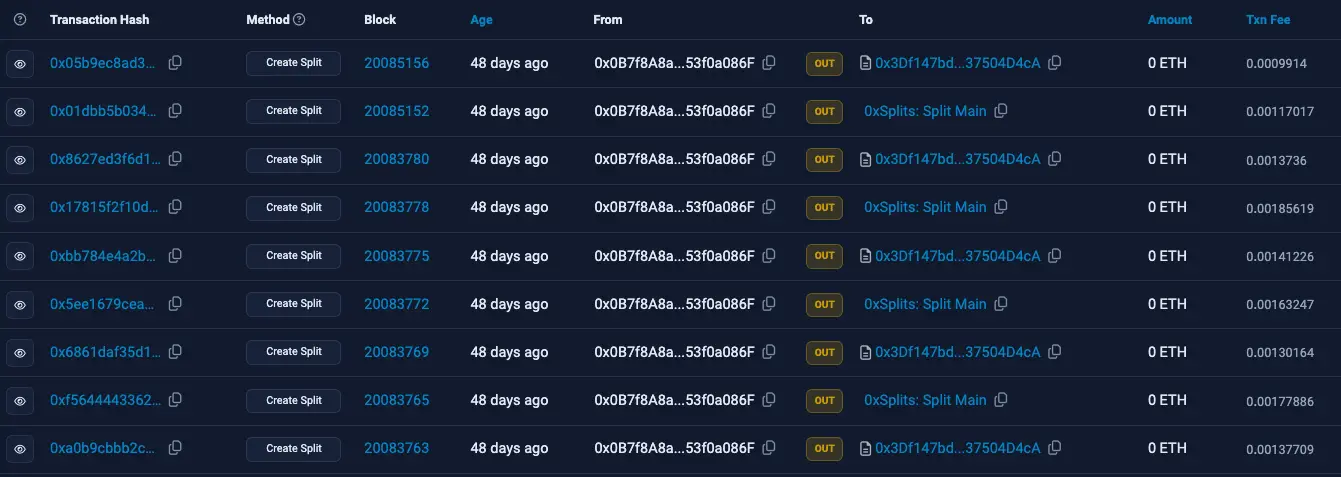 Transaction Hash Method Block Age From To Amount Txn Fee
0x05b9ec8ad3... Create Split 20085156 48 days ago 0x0B7f8A8a...53f0a086F OUT 0x3Df147bd...37504D4cA 0 ETH 0.0009914
0x01dbb5b034... Create Split 20085152 48 days ago 0x0B7f8A8a...53f0a086F OUT 0xSplits: Split Main 0 ETH 0.00117017
0x8627ed3f6d1... Create Split 20083780 48 days ago 0x0B7f8A8a...53f0a086F OUT 0x3Df147bd...37504D4cA 0 ETH 0.0013736
0x17815f2f10d... Create Split 20083778 48 days ago 0x0B7f8A8a...53f0a086F OUT 0xSplits: Split Main 0 ETH 0.00185619
0xbb784e4a2b... Create Split 20083775 48 days ago 0x0B7f8A8a...53f0a086F OUT 0x3Df147bd...37504D4cA 0 ETH 0.00141226
0x5ee1679cea... Create Split 20083772 48 days ago 0x0B7f8A8a...53f0a086F OUT 0xSplits: Split Main 0 ETH 0.00163247
0x6861daf35d1... Create Split 20083769 48 days ago 0x0B7f8A8a...53f0a086F OUT 0x3Df147bd...37504D4cA 0 ETH 0.00130164
0xf5644443362... Create Split 20083765 48 days ago 0x0B7f8A8a...53f0a086F OUT 0xSplits: Split Main 0 ETH 0.00177886
0xa0b9cbbb2c... Create Split 20083763 48 days ago 0x0B7f8A8a...53f0a086F OUT 0x3Df147bd...37504D4cA 0 ETH 0.00137709